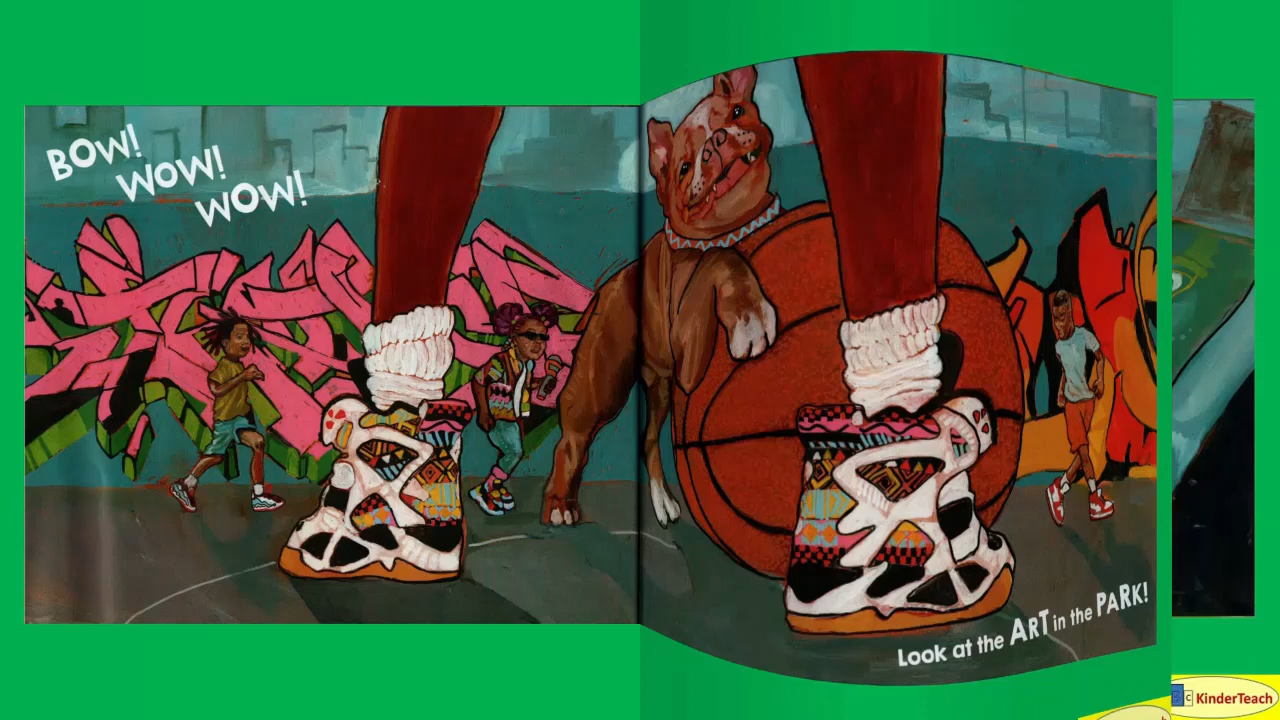 BOW!
WOW!
WOW!
Look at the ART in the PARK!
KinderTeach